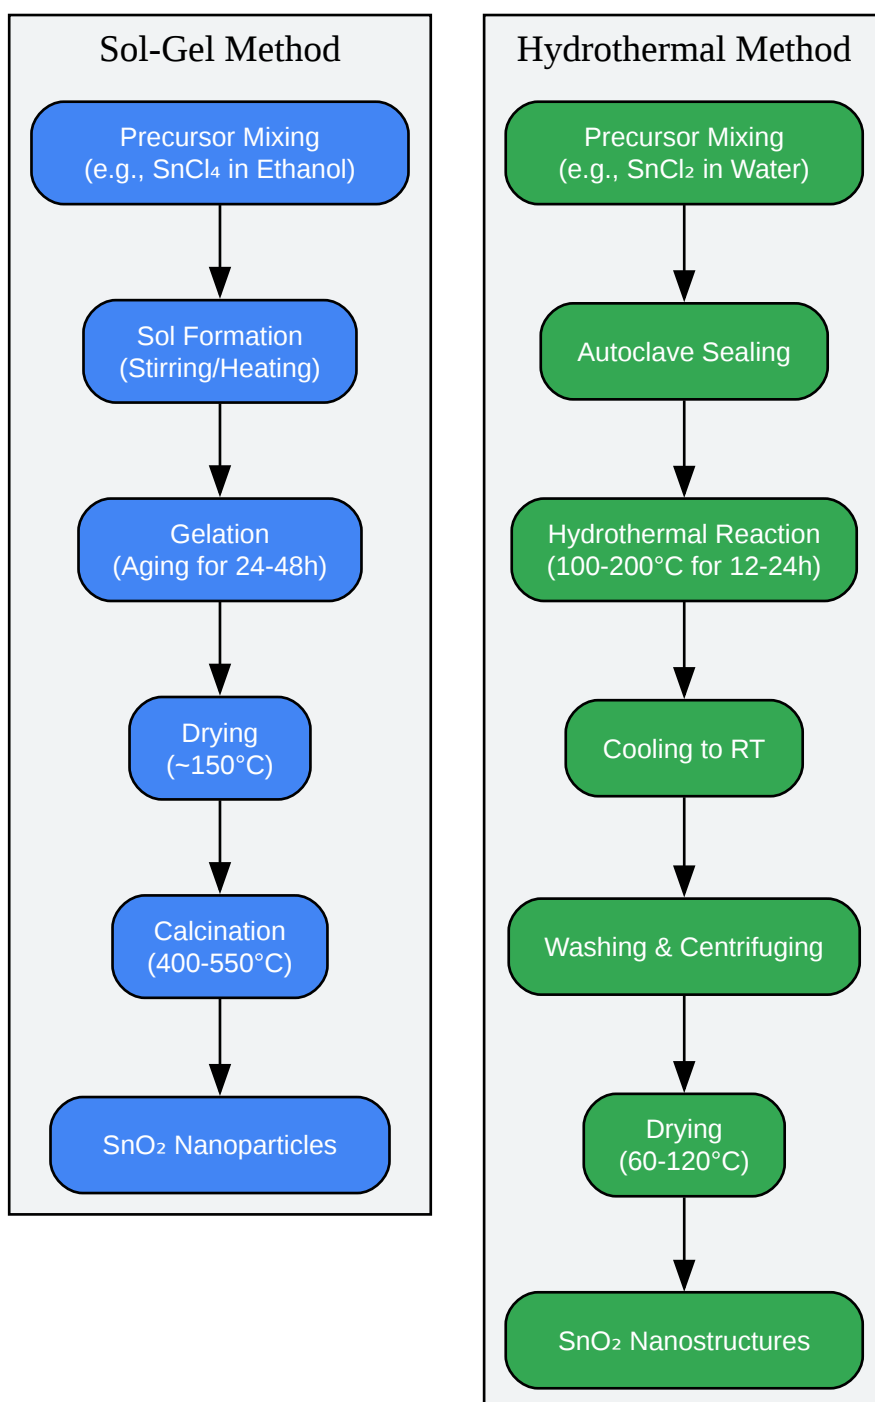 Sol-Gel Method
Precursor Mixing
(e.g., SnCl₄ in Ethanol)
Sol Formation
(Stirring/Heating)
Gelation
(Aging for 24-48h)
Drying
(~150°C)
Calcination
(400-550°C)
SnO₂ Nanoparticles
Hydrothermal Method
Precursor Mixing
(e.g., SnCl₂ in Water)
Autoclave Sealing
Hydrothermal Reaction
(100-200°C for 12-24h)
Cooling to RT
Washing & Centrifuging
Drying
(60-120°C)
SnO₂ Nanostructures